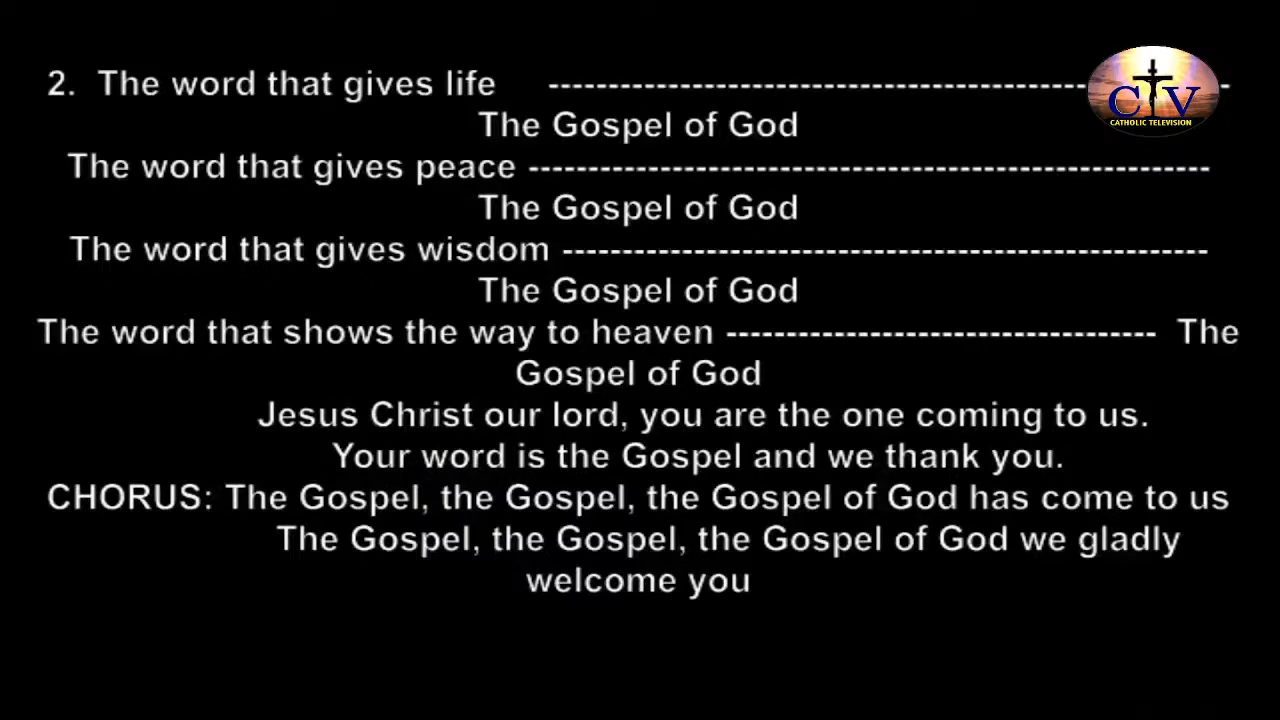 2. The word that gives life -------------------------------------------- -
The Gospel of God
The word that gives peace ---------------------------------------------------------
The Gospel of God
The word that gives wisdom ------------------------------------------------------
The Gospel of God
The word that shows the way to heaven ------------------------------------ The
Gospel of God
Jesus Christ our lord, you are the one coming to us.
Your word is the Gospel and we thank you.
CHORUS: The Gospel, the Gospel, the Gospel of God has come to us
The Gospel, the Gospel, the Gospel of God we gladly
welcome you
CTV
CATHOLIC TELEVISION